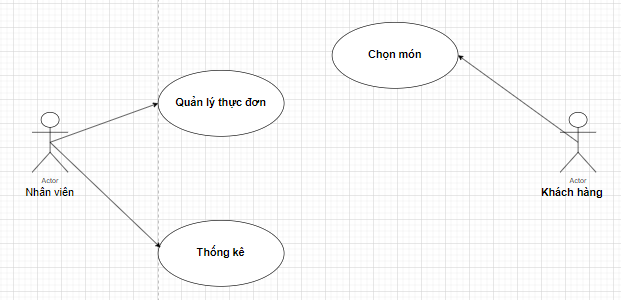 Chọn món
Quản lý thực đơn
Actor
Nhân viên
Actor
Khách hàng
Thống kê